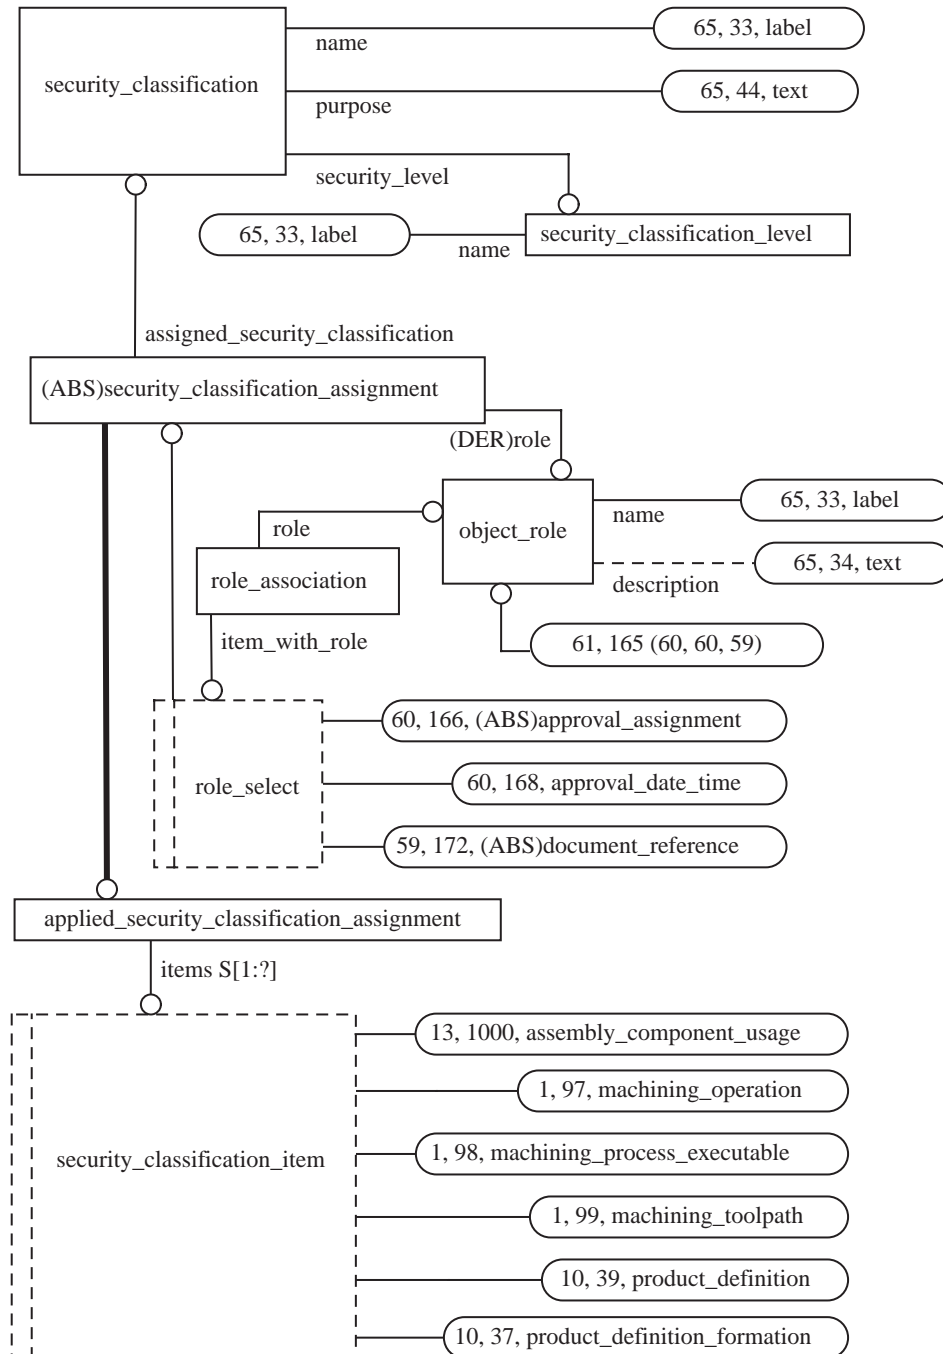 65, 33, label
name
security_classification
65, 44, text
purpose
security_level
65, 33, label
security_classification_level
name
assigned_security_classification
(ABS)security_classification_assignment
(DER)role
65, 33, label
name
role
object_role
role_association
65, 34, text
description
item_with_role
61, 165 (60, 60, 59)
60, 166, (ABS)approval_assignment
role_select
60, 168, approval_date_time
59, 172, (ABS)document_reference
applied_security_classification_assignment
items S[1:?]
13, 1000, assembly_component_usage
1, 97, machining_operation
security_classification_item
1, 98, machining_process_executable
1, 99, machining_toolpath
10, 39, product_definition
10, 37, product_definition_formation